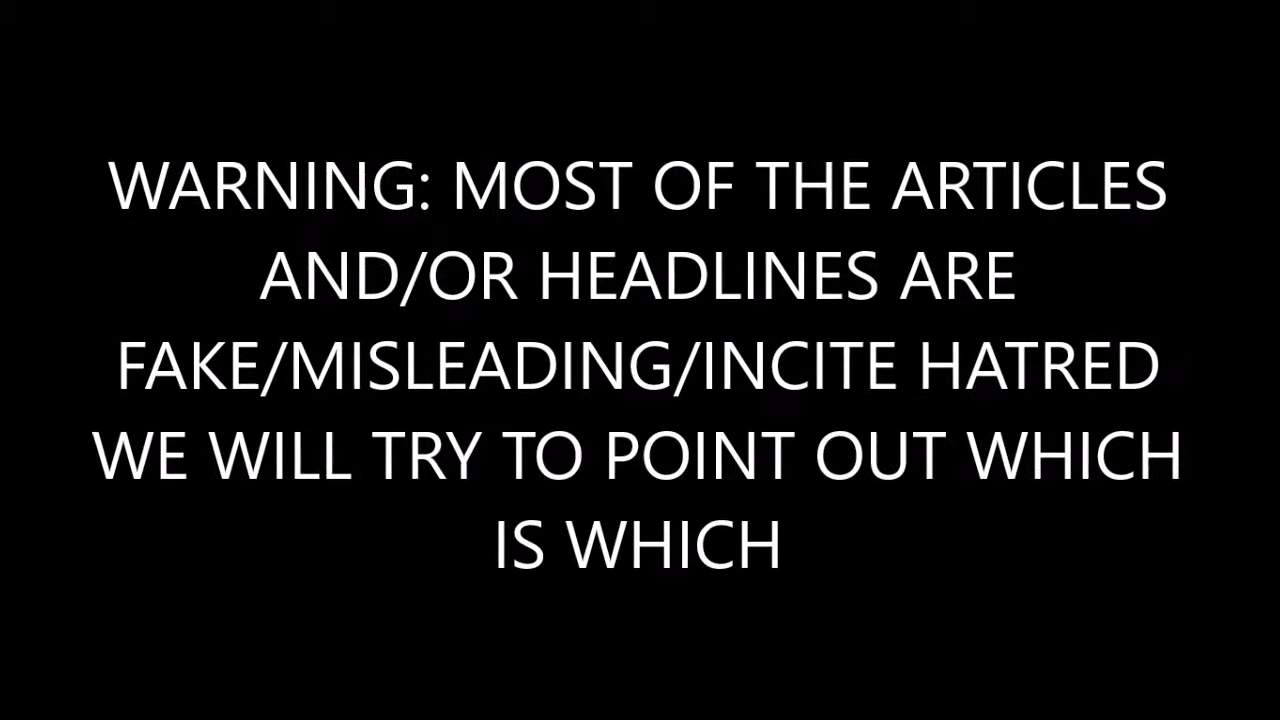 WARNING: MOST OF THE ARTICLES
AND/OR HEADLINES ARE
FAKE/MISLEADING/INCITE HATRED
WE WILL TRY TO POINT OUT WHICH
IS WHICH